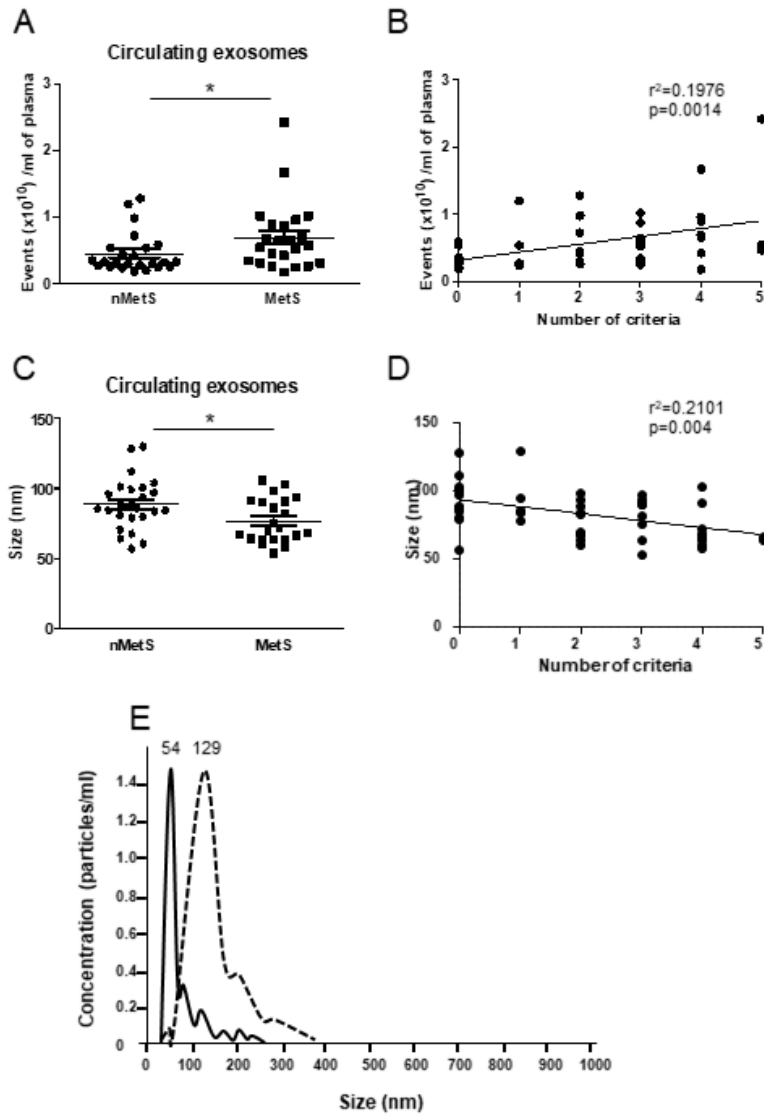 A
Circulating exosomes
*
Events (x10¹⁰) /ml of plasma
3
2
1
0
nMetS MetS
B
r²=0.1976
p=0.0014
Events (x10¹⁰) /ml of plasma
3
2
1
0
0 1 2 3 4 5
Number of criteria
C
Circulating exosomes
*
Size (nm)
150
100
50
0
nMetS MetS
D
r²=0.2101
p=0.004
Size (nm)
150
100
50
0
0 1 2 3 4 5
Number of criteria
E
54 129
Concentration (particles/ml)
1.4
1.2
1.0
0.8
0.4
0.2
0
0 100 200 300 400 500 600 700 800 900 1000
Size (nm)